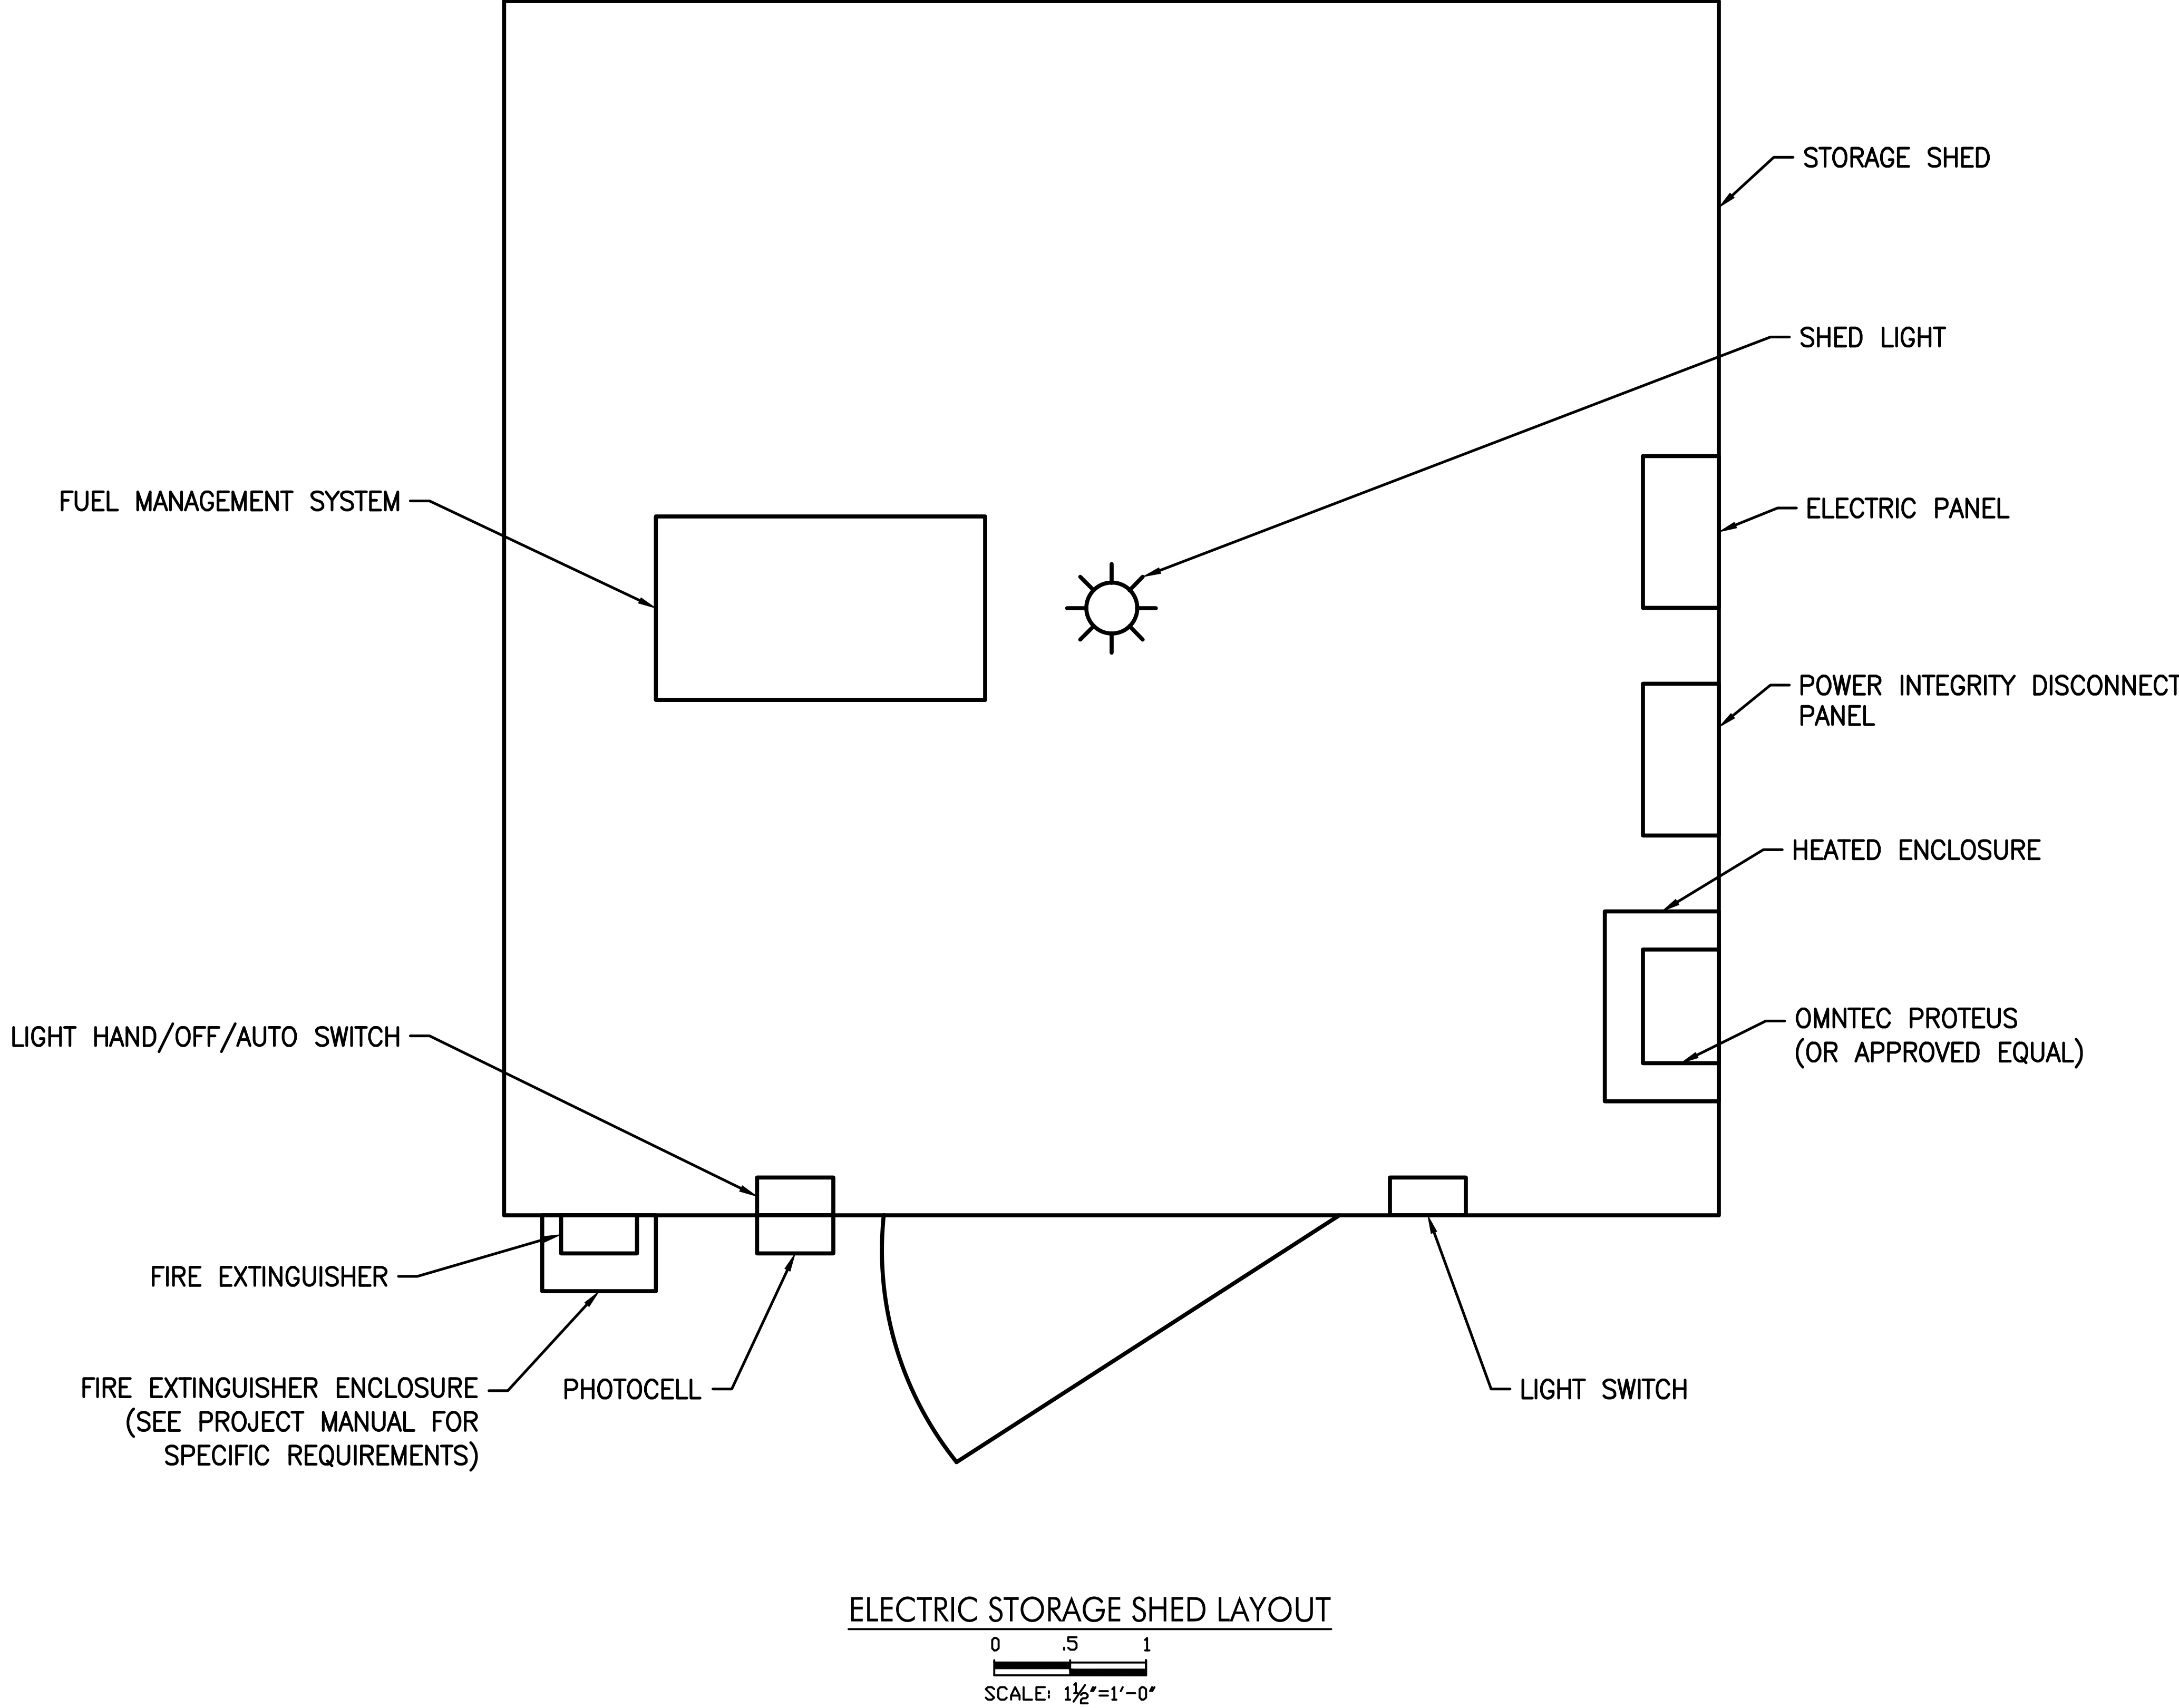 STORAGE SHED
SHED LIGHT
FUEL MANAGEMENT SYSTEM
ELECTRIC PANEL
POWER INTEGRITY DISCONNECT
PANEL
HEATED ENCLOSURE
OMNTEC PROTEUS
(OR APPROVED EQUAL)
LIGHT HAND/OFF/AUTO SWITCH
FIRE EXTINGUISHER
FIRE EXTINGUISHER ENCLOSURE
(SEE PROJECT MANUAL FOR
SPECIFIC REQUIREMENTS)
PHOTOCELL
LIGHT SWITCH
ELECTRIC STORAGE SHED LAYOUT
0 .5 1
SCALE: 1½"=1'-0"